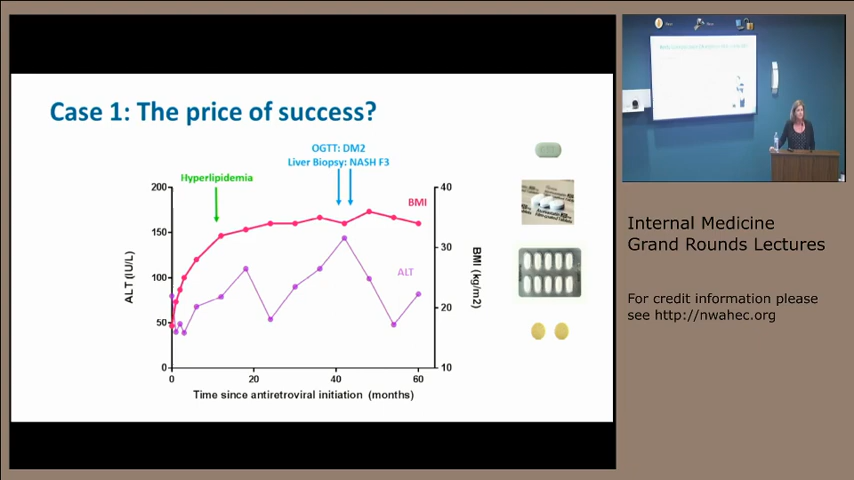 Case 1: The price of success?
OGTT: DM2
Liver Biopsy: NASH F3
Hyperlipidemia
200
150
100
50
0
ALT (IU/L)
BMI
ALT
40
30
20
10
BMI (kg/m2)
0
20
40
60
Time since antiretroviral initiation (months)
Internal Medicine
Grand Rounds Lectures
For credit information please
see http://nwahec.org